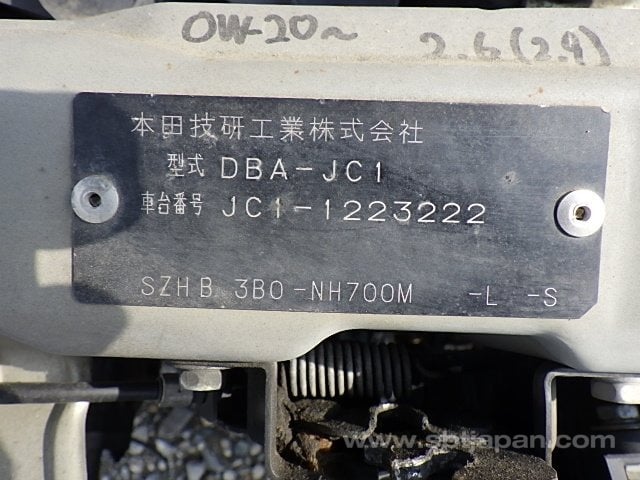 0W-20~ 2.6(2.9)
本田技研工業株式会社
型式 DBA-JC1
車台番号 JC1-1223222
SZHB 3B0-NH700M -L -S
www.sbtjapan.com